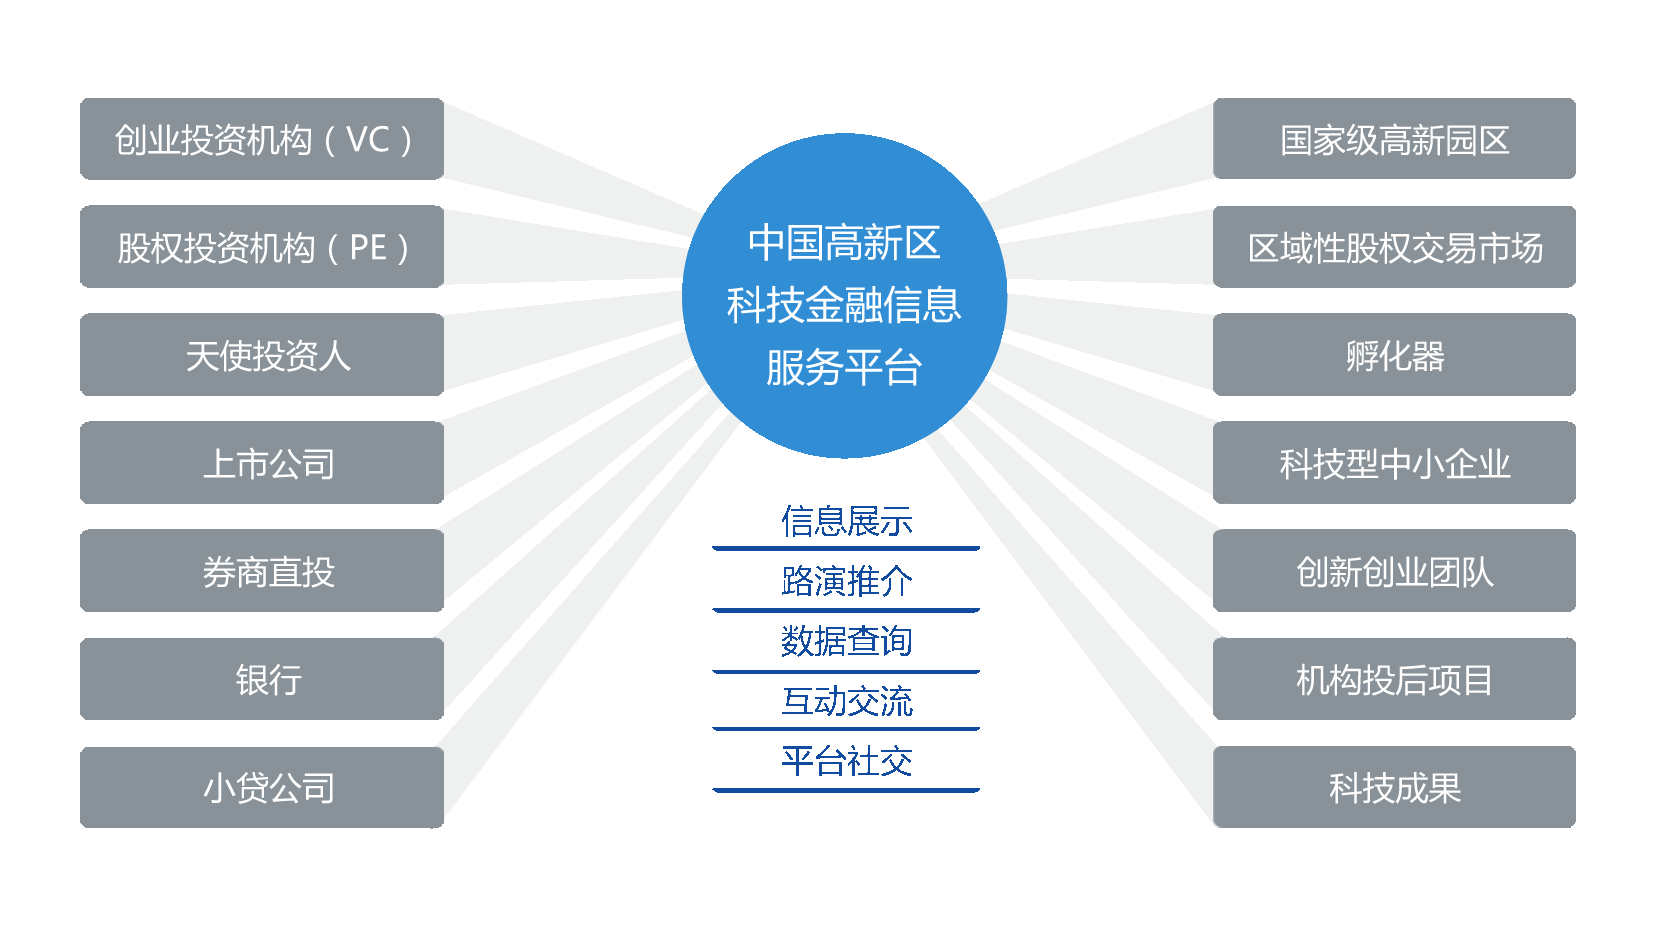 创业投资机构（VC）
股权投资机构（PE）
天使投资人
上市公司
券商直投
银行
小贷公司
中国高新区
科技金融信息
服务平台
信息展示
路演推介
数据查询
互动交流
平台社交
国家级高新园区
区域性股权交易市场
孵化器
科技型中小企业
创新创业团队
机构投后项目
科技成果